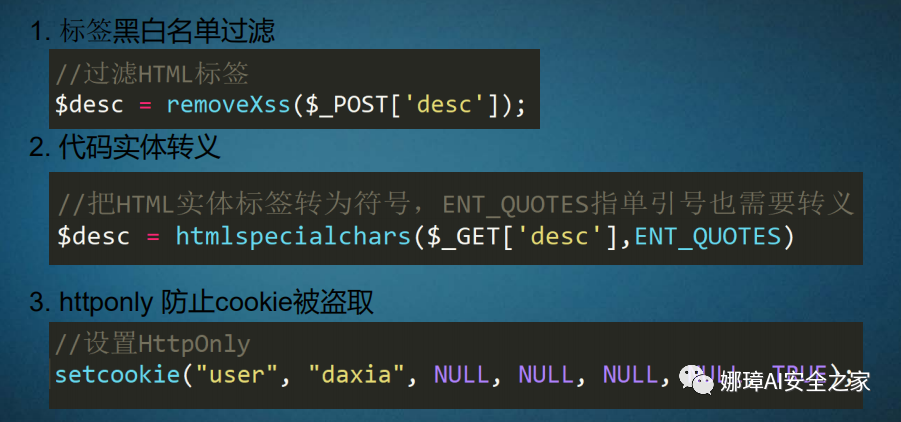 1. 标签黑白名单过滤
//过滤HTML标签
$desc = removeXss($_POST['desc']);
2. 代码实体转义
//把HTML实体标签转为符号，ENT_QUOTES指单引号也需要转义
$desc = htmlspecialchars($_GET['desc'],ENT_QUOTES)
3. httponly 防止cookie被盗取
//设置HttpOnly
setcookie("user", "daxia", NULL, NULL, NULL, NULL, TRUE);
娜璋AI安全之家